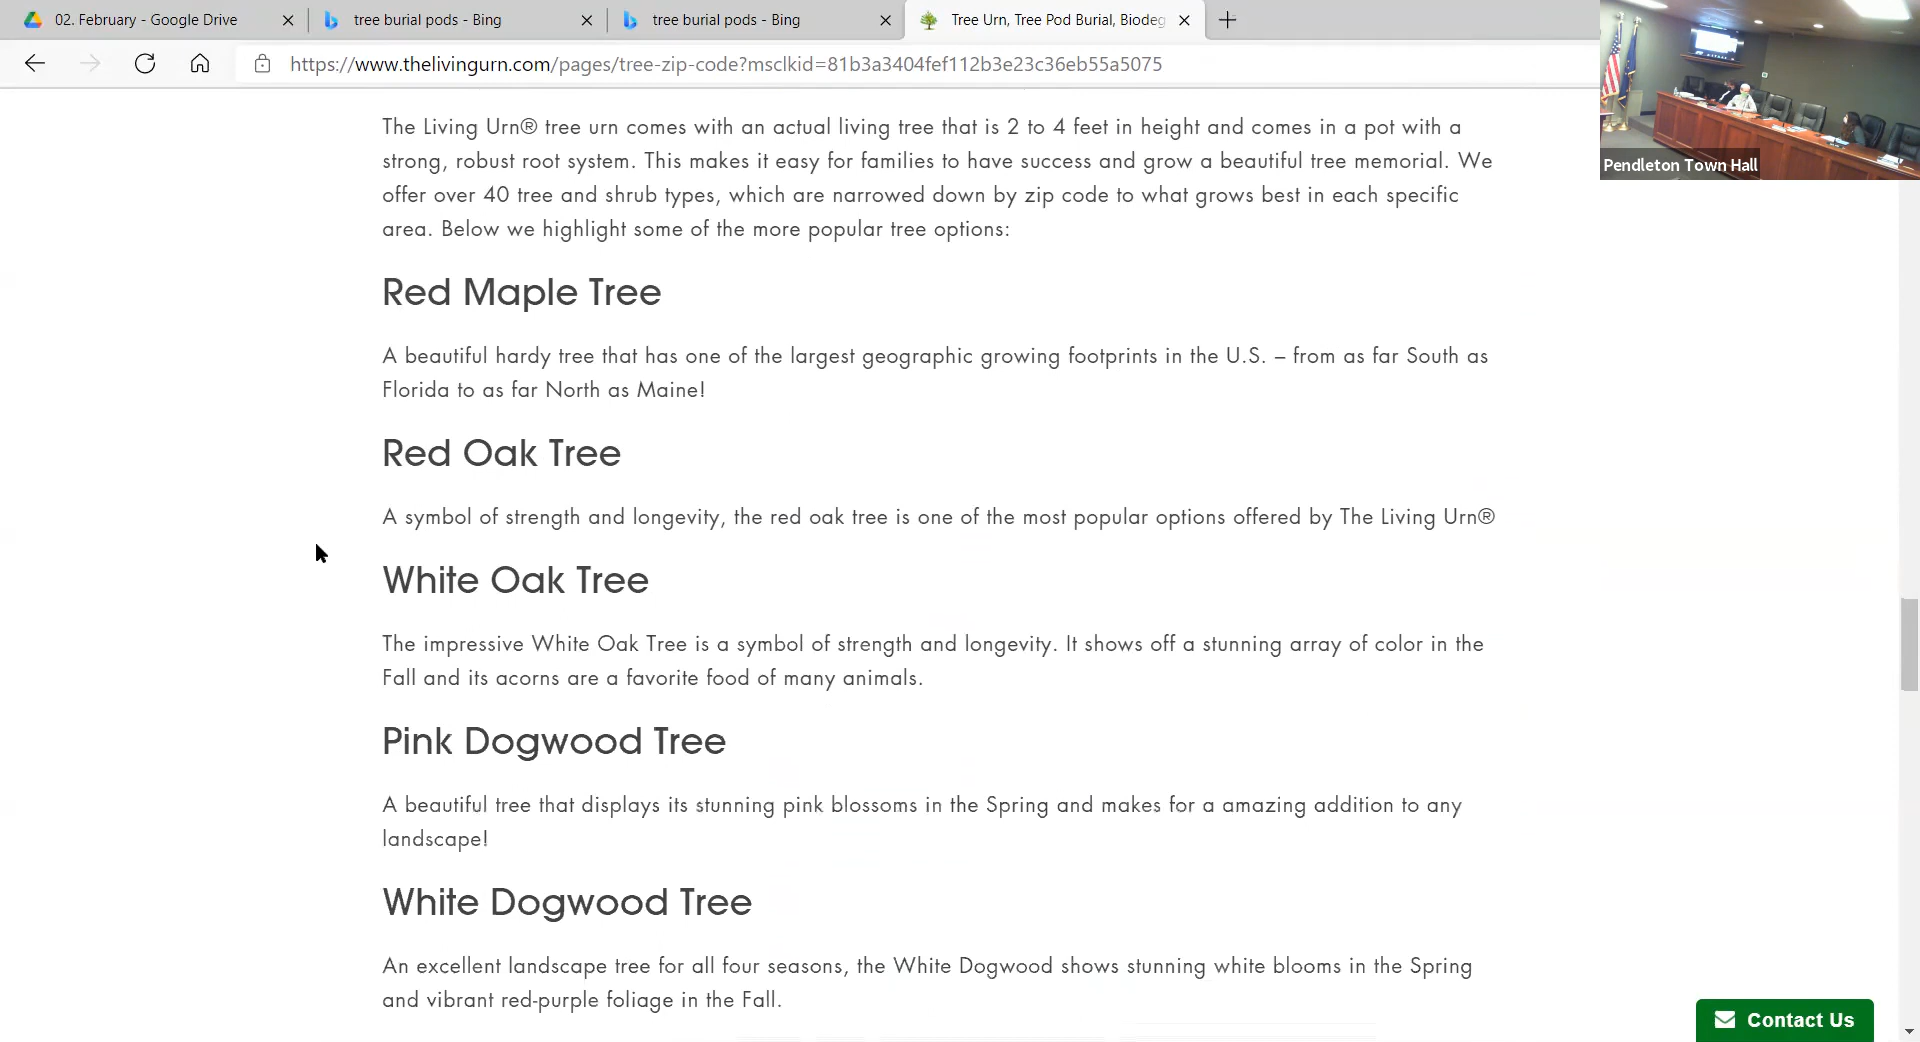 02. February - Google Drive
tree burial pods - Bing
tree burial pods - Bing
Tree Urn, Tree Pod Burial, Biodeg
https://www.thelivingurn.com/pages/tree-zip-code?msclkid=81b3a3404fef112b3e23c36eb55a5075
Pendleton Town Hall
The Living Urn® tree urn comes with an actual living tree that is 2 to 4 feet in height and comes in a pot with a
strong, robust root system. This makes it easy for families to have success and grow a beautiful tree memorial. We
offer over 40 tree and shrub types, which are narrowed down by zip code to what grows best in each specific
area. Below we highlight some of the more popular tree options:
Red Maple Tree
A beautiful hardy tree that has one of the largest geographic growing footprints in the U.S. – from as far South as
Florida to as far North as Maine!
Red Oak Tree
A symbol of strength and longevity, the red oak tree is one of the most popular options offered by The Living Urn®
White Oak Tree
The impressive White Oak Tree is a symbol of strength and longevity. It shows off a stunning array of color in the
Fall and its acorns are a favorite food of many animals.
Pink Dogwood Tree
A beautiful tree that displays its stunning pink blossoms in the Spring and makes for a amazing addition to any
landscape!
White Dogwood Tree
An excellent landscape tree for all four seasons, the White Dogwood shows stunning white blooms in the Spring
and vibrant red-purple foliage in the Fall.
Contact Us